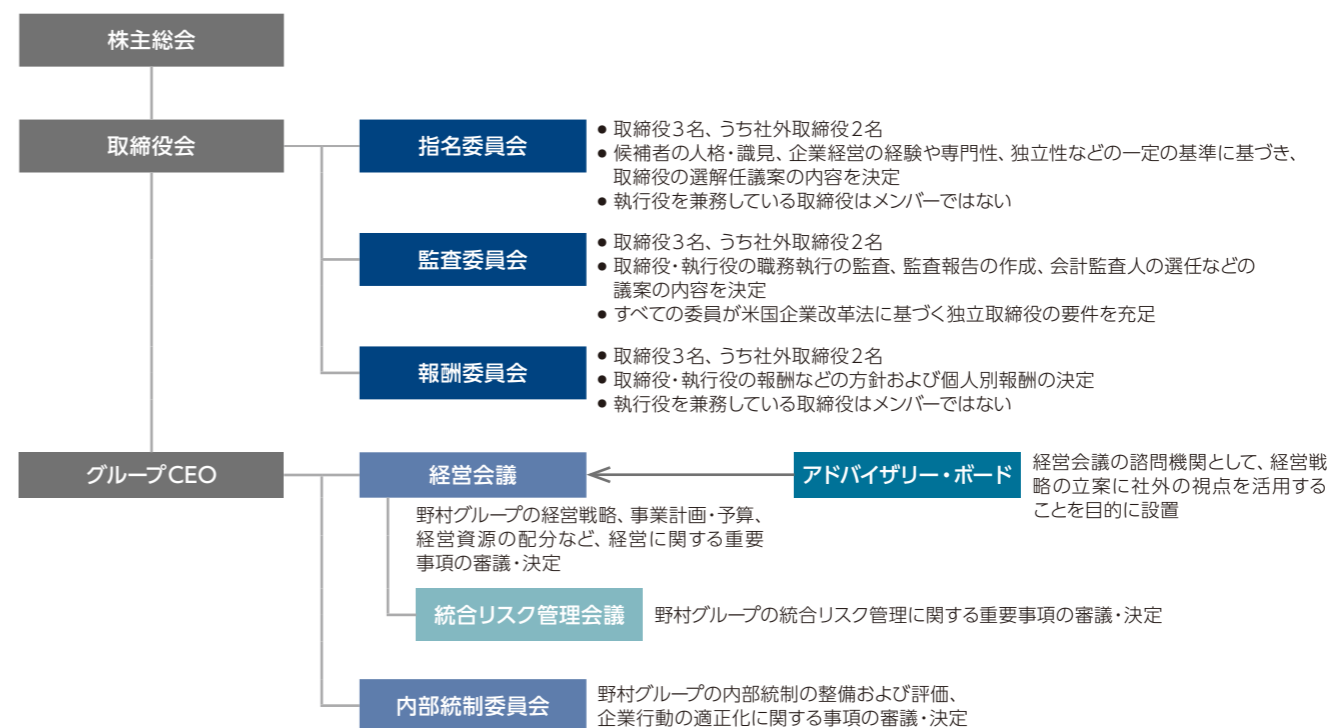 株主総会
取締役会
指名委員会
● 取締役3名、うち社外取締役2名
● 候補者の人格・識見、企業経営の経験や専門性、独立性などの一定の基準に基づき、
取締役の選解任議案の内容を決定
● 執行役を兼務している取締役はメンバーではない
監査委員会
● 取締役3名、うち社外取締役2名
● 取締役・執行役の職務執行の監査、監査報告の作成、会計監査人の選任などの
議案の内容を決定
● すべての委員が米国企業改革法に基づく独立取締役の要件を充足
報酬委員会
● 取締役3名、うち社外取締役2名
● 取締役・執行役の報酬などの方針および個人別報酬の決定
● 執行役を兼務している取締役はメンバーではない
グループCEO
経営会議
野村グループの経営戦略、事業計画・予算、
経営資源の配分など、経営に関する重要
事項の審議・決定
アドバイザリー・ボード
経営会議の諮問機関として、経営戦
略の立案に社外の視点を活用する
ことを目的に設置
統合リスク管理会議
野村グループの統合リスク管理に関する重要事項の審議・決定
内部統制委員会
野村グループの内部統制の整備および評価、
企業行動の適正化に関する事項の審議・決定